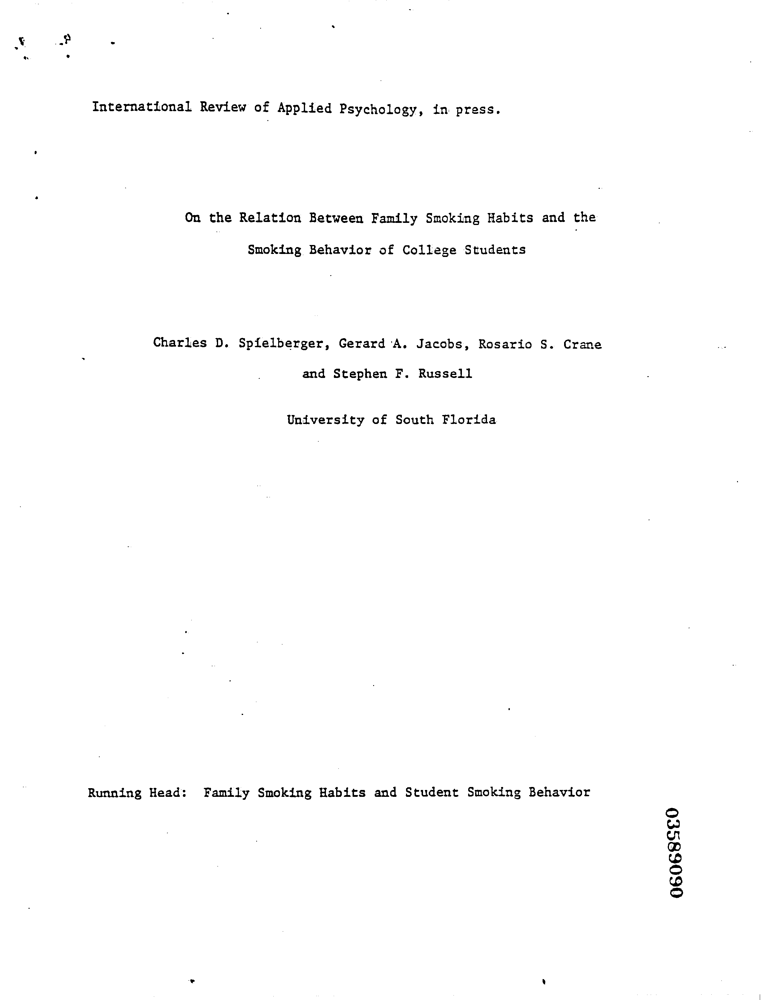 International Review of Applied Psychology, in press.
On the Relation Between Family Smoking Habits and the
Smoking Behavior of College Students
Charles D. Spielberger, Gerard A. Jacobs, Rosario S. Crane
and Stephen F. Russell
University of South Florida
Running Head: Family Smoking Habits and Student Smoking Behavior
03589090